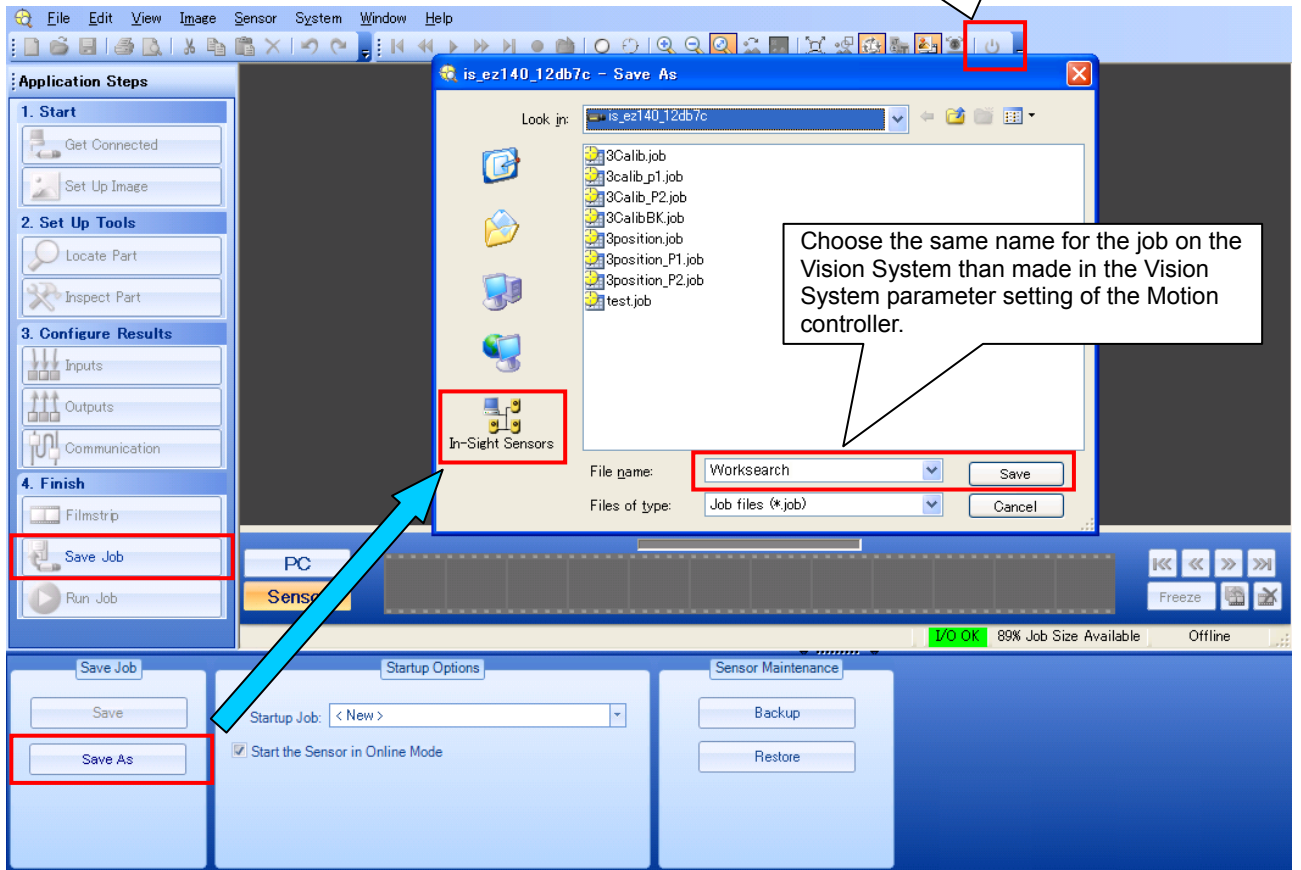 File Edit View Image Sensor System Window Help
Application Steps
1. Start
Get Connected
Set Up Image
2. Set Up Tools
Locate Part
Inspect Part
3. Configure Results
Inputs
Outputs
Communication
4. Finish
Filmstrip
Save Job
Run Job
is_ez140_12db7c - Save As
Look in: is_ez140_12db7c
3Calib.job
3calib_p1.job
3Calib_P2.job
3CalibBK.job
3position.job
3position_P1.job
3position_P2.job
test.job
In-Sight Sensors
File name: Worksearch Save
Files of type: Job files (*.job) Cancel
Choose the same name for the job on the
Vision System than made in the Vision
System parameter setting of the Motion
controller.
PC
Freeze
I/O OK 89% Job Size Available Offline
Save Job
Save
Save As
Startup Options
Startup Job: < New >
Start the Sensor in Online Mode
Sensor Maintenance
Backup
Restore